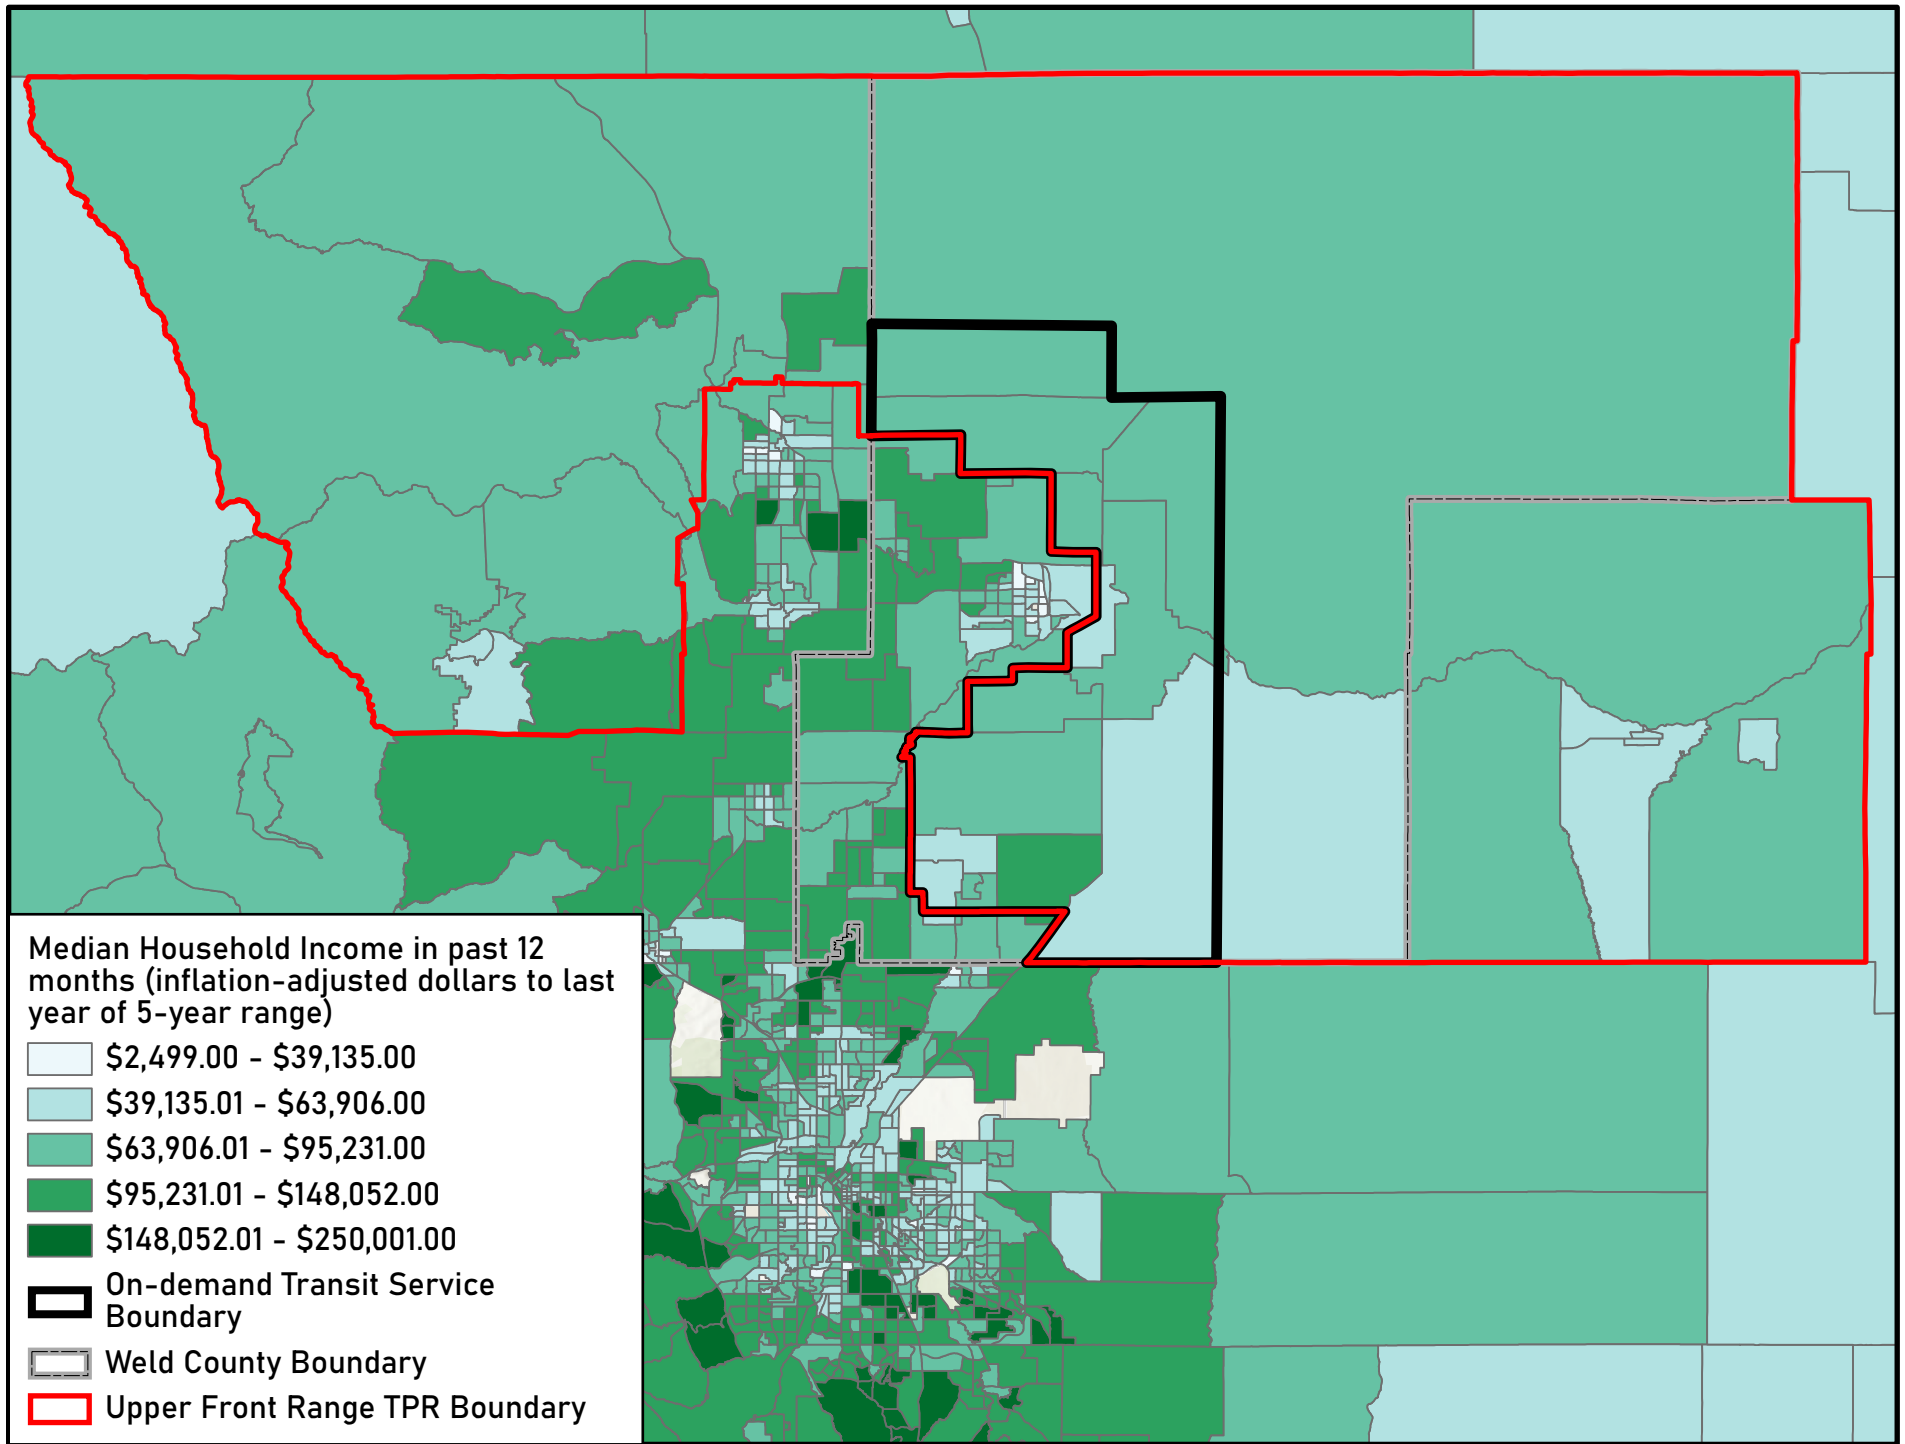 Median Household Income in past 12
months (inflation-adjusted dollars to last
year of 5-year range)
$2,499.00 - $39,135.00
$39,135.01 - $63,906.00
$63,906.01 - $95,231.00
$95,231.01 - $148,052.00
$148,052.01 - $250,001.00
On-demand Transit Service
Boundary
Weld County Boundary
Upper Front Range TPR Boundary